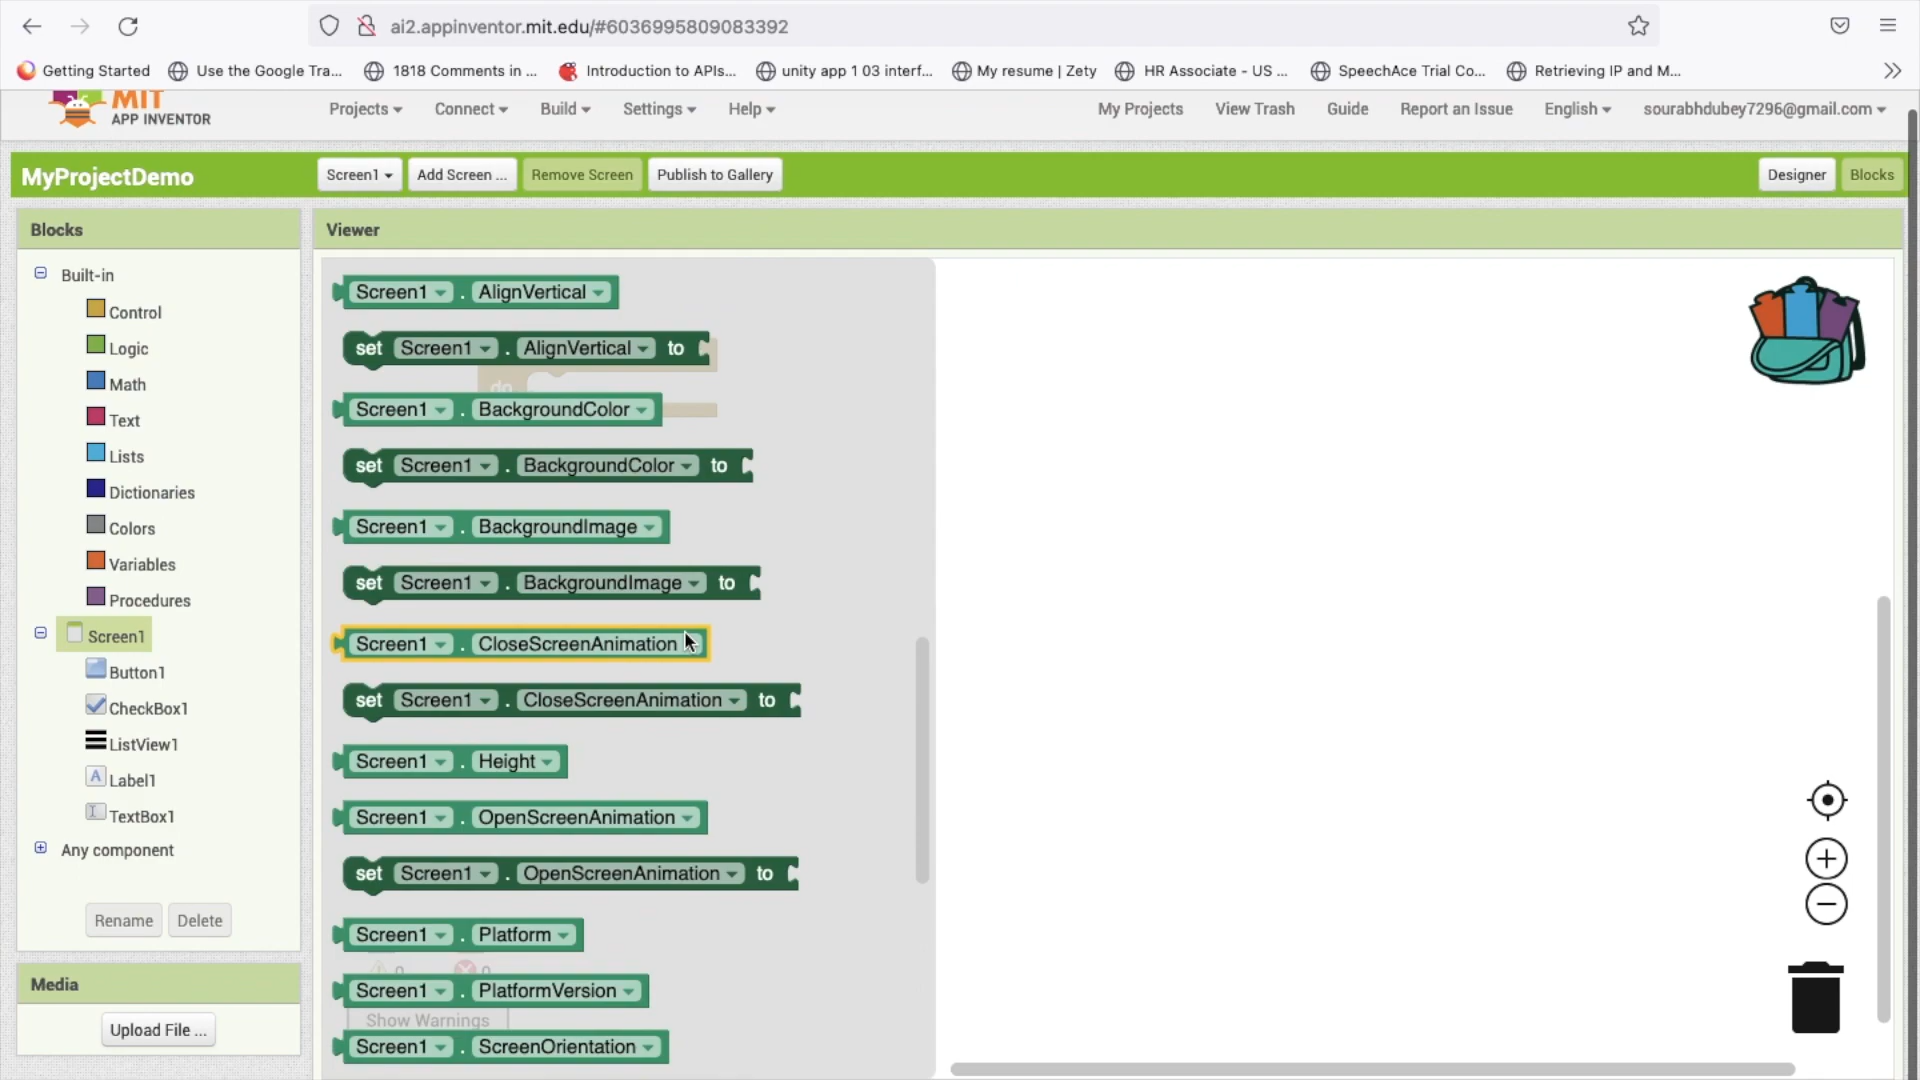 ai2.appinventor.mit.edu/#6036995809083392
Getting Started Use the Google Tra... 1818 Comments in ... Introduction to APIs... unity app 1 03 interf... My resume | Zety HR Associate - US ... SpeechAce Trial Co... Retrieving IP and M...
MIT
APP INVENTOR
Projects Connect Build Settings Help My Projects View Trash Guide Report an Issue English sourabhdubey7296@gmail.com
MyProjectDemo Screen1 Add Screen ... Remove Screen Publish to Gallery Designer Blocks
Blocks
Built-in
Control
Logic
Math
Text
Lists
Dictionaries
Colors
Variables
Procedures
Screen1
Button1
CheckBox1
ListView1
Label1
TextBox1
Any component
Rename Delete
Media
Upload File ...
Viewer
Screen1 . AlignVertical
set Screen1 . AlignVertical to
do
Screen1 . BackgroundColor
set Screen1 . BackgroundColor to
Screen1 . BackgroundImage
set Screen1 . BackgroundImage to
Screen1 . CloseScreenAnimation
set Screen1 . CloseScreenAnimation to
Screen1 . Height
Screen1 . OpenScreenAnimation
set Screen1 . OpenScreenAnimation to
Screen1 . Platform
0 0
Screen1 . PlatformVersion
Show Warnings
Screen1 . ScreenOrientation